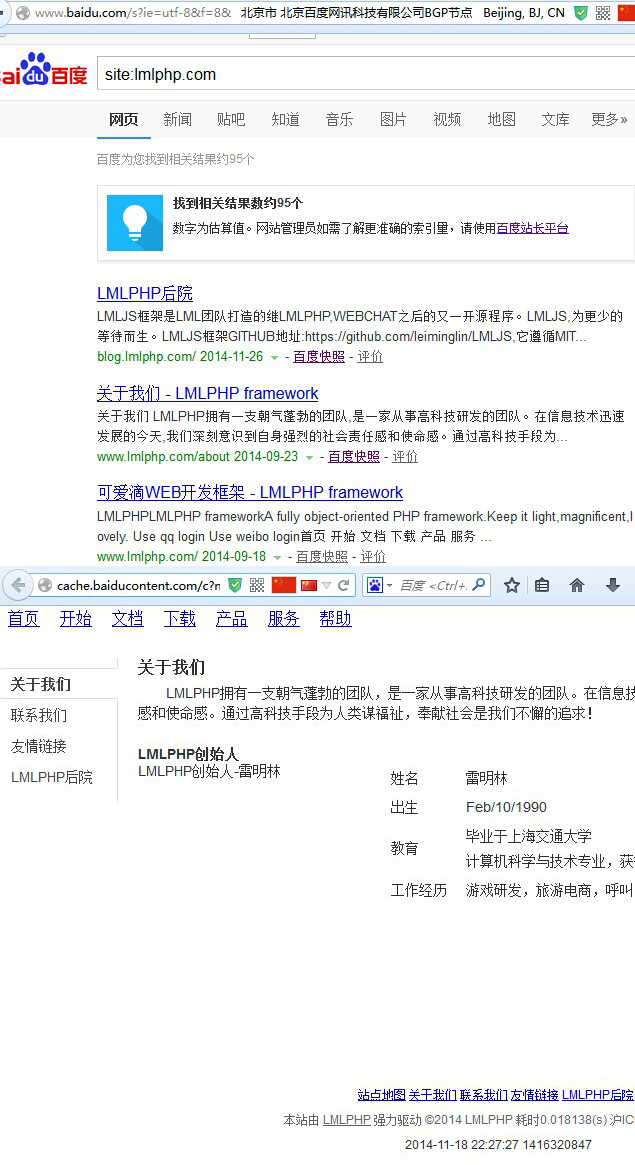 www.baidu.com/s?ie=utf-8&f=8& 北京市 北京百度网讯科技有限公司BGP节点 Beijing, BJ, CN
Bai du 百度 site:lmlphp.com
网页 新闻 贴吧 知道 音乐 图片 视频 地图 文库 更多»
百度为您找到相关结果约95个
找到相关结果数约95个
数字为估算值。网站管理员如需了解更准确的索引量，请使用百度站长平台
LMLPHP后院
LMLJS框架是LML团队打造的继LMLPHP,WEBCHAT之后的又一开源程序。LMLJS,为更少的
等待而生。LMLJS框架GITHUB地址:https://github.com/leiminglin/LMLJS,它遵循MIT...
blog.lmlphp.com/ 2014-11-26 - 百度快照 - 评价
关于我们 - LMLPHP framework
关于我们 LMLPHP拥有一支朝气蓬勃的团队,是一家从事高科技研发的团队。在信息技术迅速
发展的今天,我们深刻意识到自身强烈的社会责任感和使命感。通过高科技手段为...
www.lmlphp.com/about 2014-09-23 - 百度快照 - 评价
可爱滴WEB开发框架 - LMLPHP framework
LMLPHPLMLPHP frameworkA fully object-oriented PHP framework.Keep it light,magnificent,l
ovely. Use qq login Use weibo login首页 开始 文档 下载 产品 服务 ...
www.lmlphp.com/ 2014-09-18 - 百度快照 - 评价
cache.baiducontent.com/c?m 百度 <Ctrl+.
首页 开始 文档 下载 产品 服务 帮助
关于我们
联系我们
友情链接
LMLPHP后院
关于我们
LMLPHP拥有一支朝气蓬勃的团队，是一家从事高科技研发的团队。在信息技
感和使命感。通过高科技手段为人类谋福祉，奉献社会是我们不懈的追求！
LMLPHP创始人
LMLPHP创始人-雷明林
姓名 雷明林
出生 Feb/10/1990
教育 毕业于上海交通大学
计算机科学与技术专业，获
工作经历 游戏研发，旅游电商，呼叫
站点地图 关于我们 联系我们 友情链接 LMLPHP后院
本站由 LMLPHP 强力驱动 ©2014 LMLPHP 耗时0.018138(s) 沪IC
2014-11-18 22:27:27 1416320847